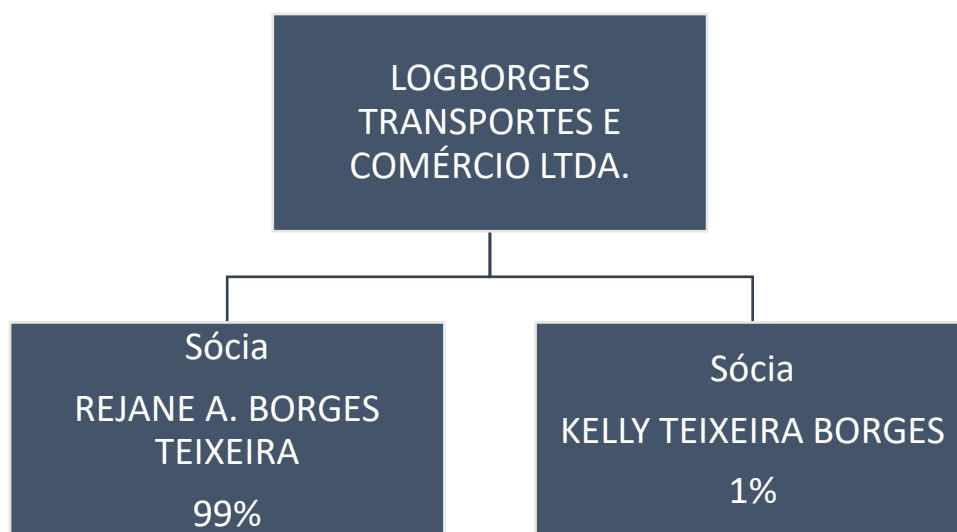 LOGBORGES
TRANSPORTES E
COMÉRCIO LTDA.
Sócia
REJANE A. BORGES
TEIXEIRA
99%
Sócia
KELLY TEIXEIRA BORGES
1%